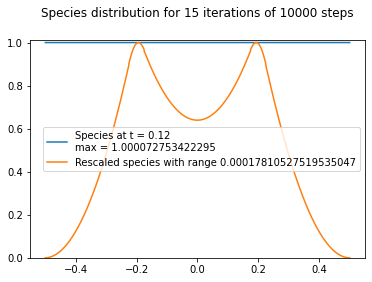 Species distribution for 15 iterations of 10000 steps
1.0
0.8
0.6
0.4
0.2
0.0
Species at t = 0.12
max = 1.000072753422295
Rescaled species with range 0.00017810527519535047
−0.4 −0.2 0.0 0.2 0.4